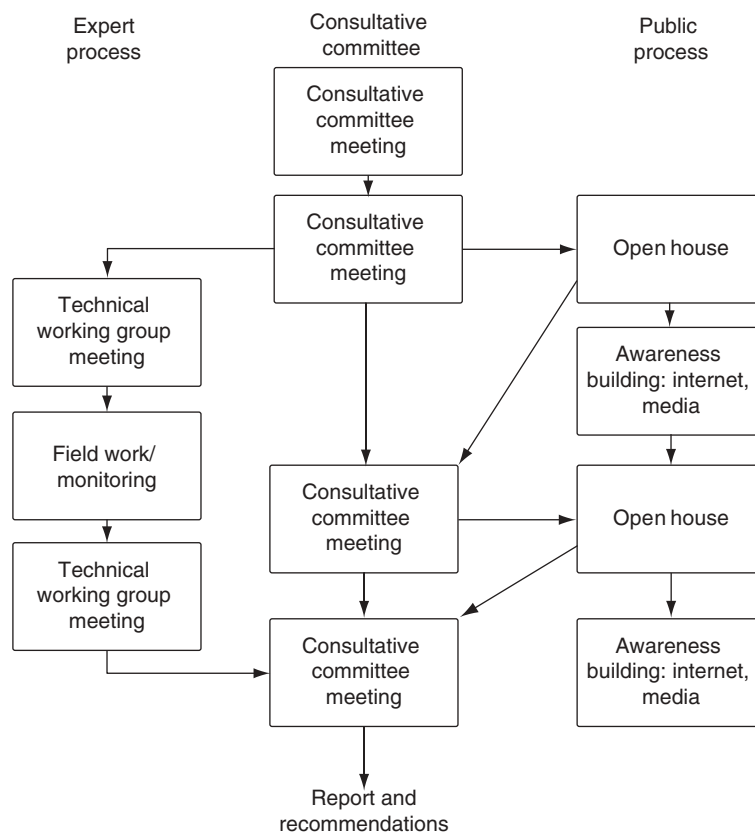 Expert
process
Consultative
committee
Public
process
Consultative
committee
meeting
Consultative
committee
meeting
Open house
Technical
working group
meeting
Awareness
building: internet,
media
Field work/
monitoring
Consultative
committee
meeting
Open house
Technical
working group
meeting
Consultative
committee
meeting
Awareness
building: internet,
media
Report and
recommendations